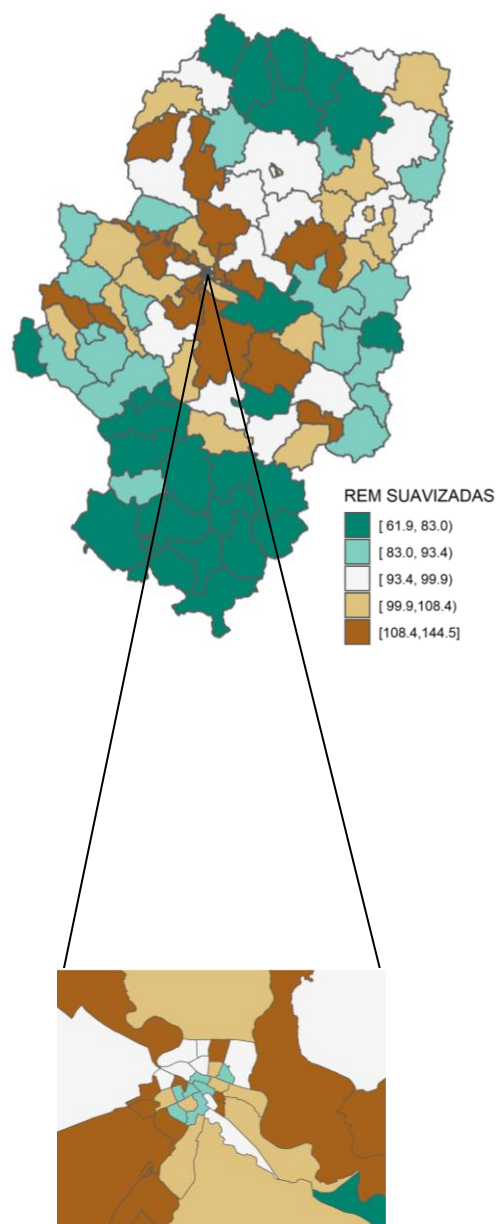 REM SUAVIZADAS
[ 61.9, 83.0)
[ 83.0, 93.4)
[ 93.4, 99.9)
[ 99.9,108.4)
[108.4,144.5]